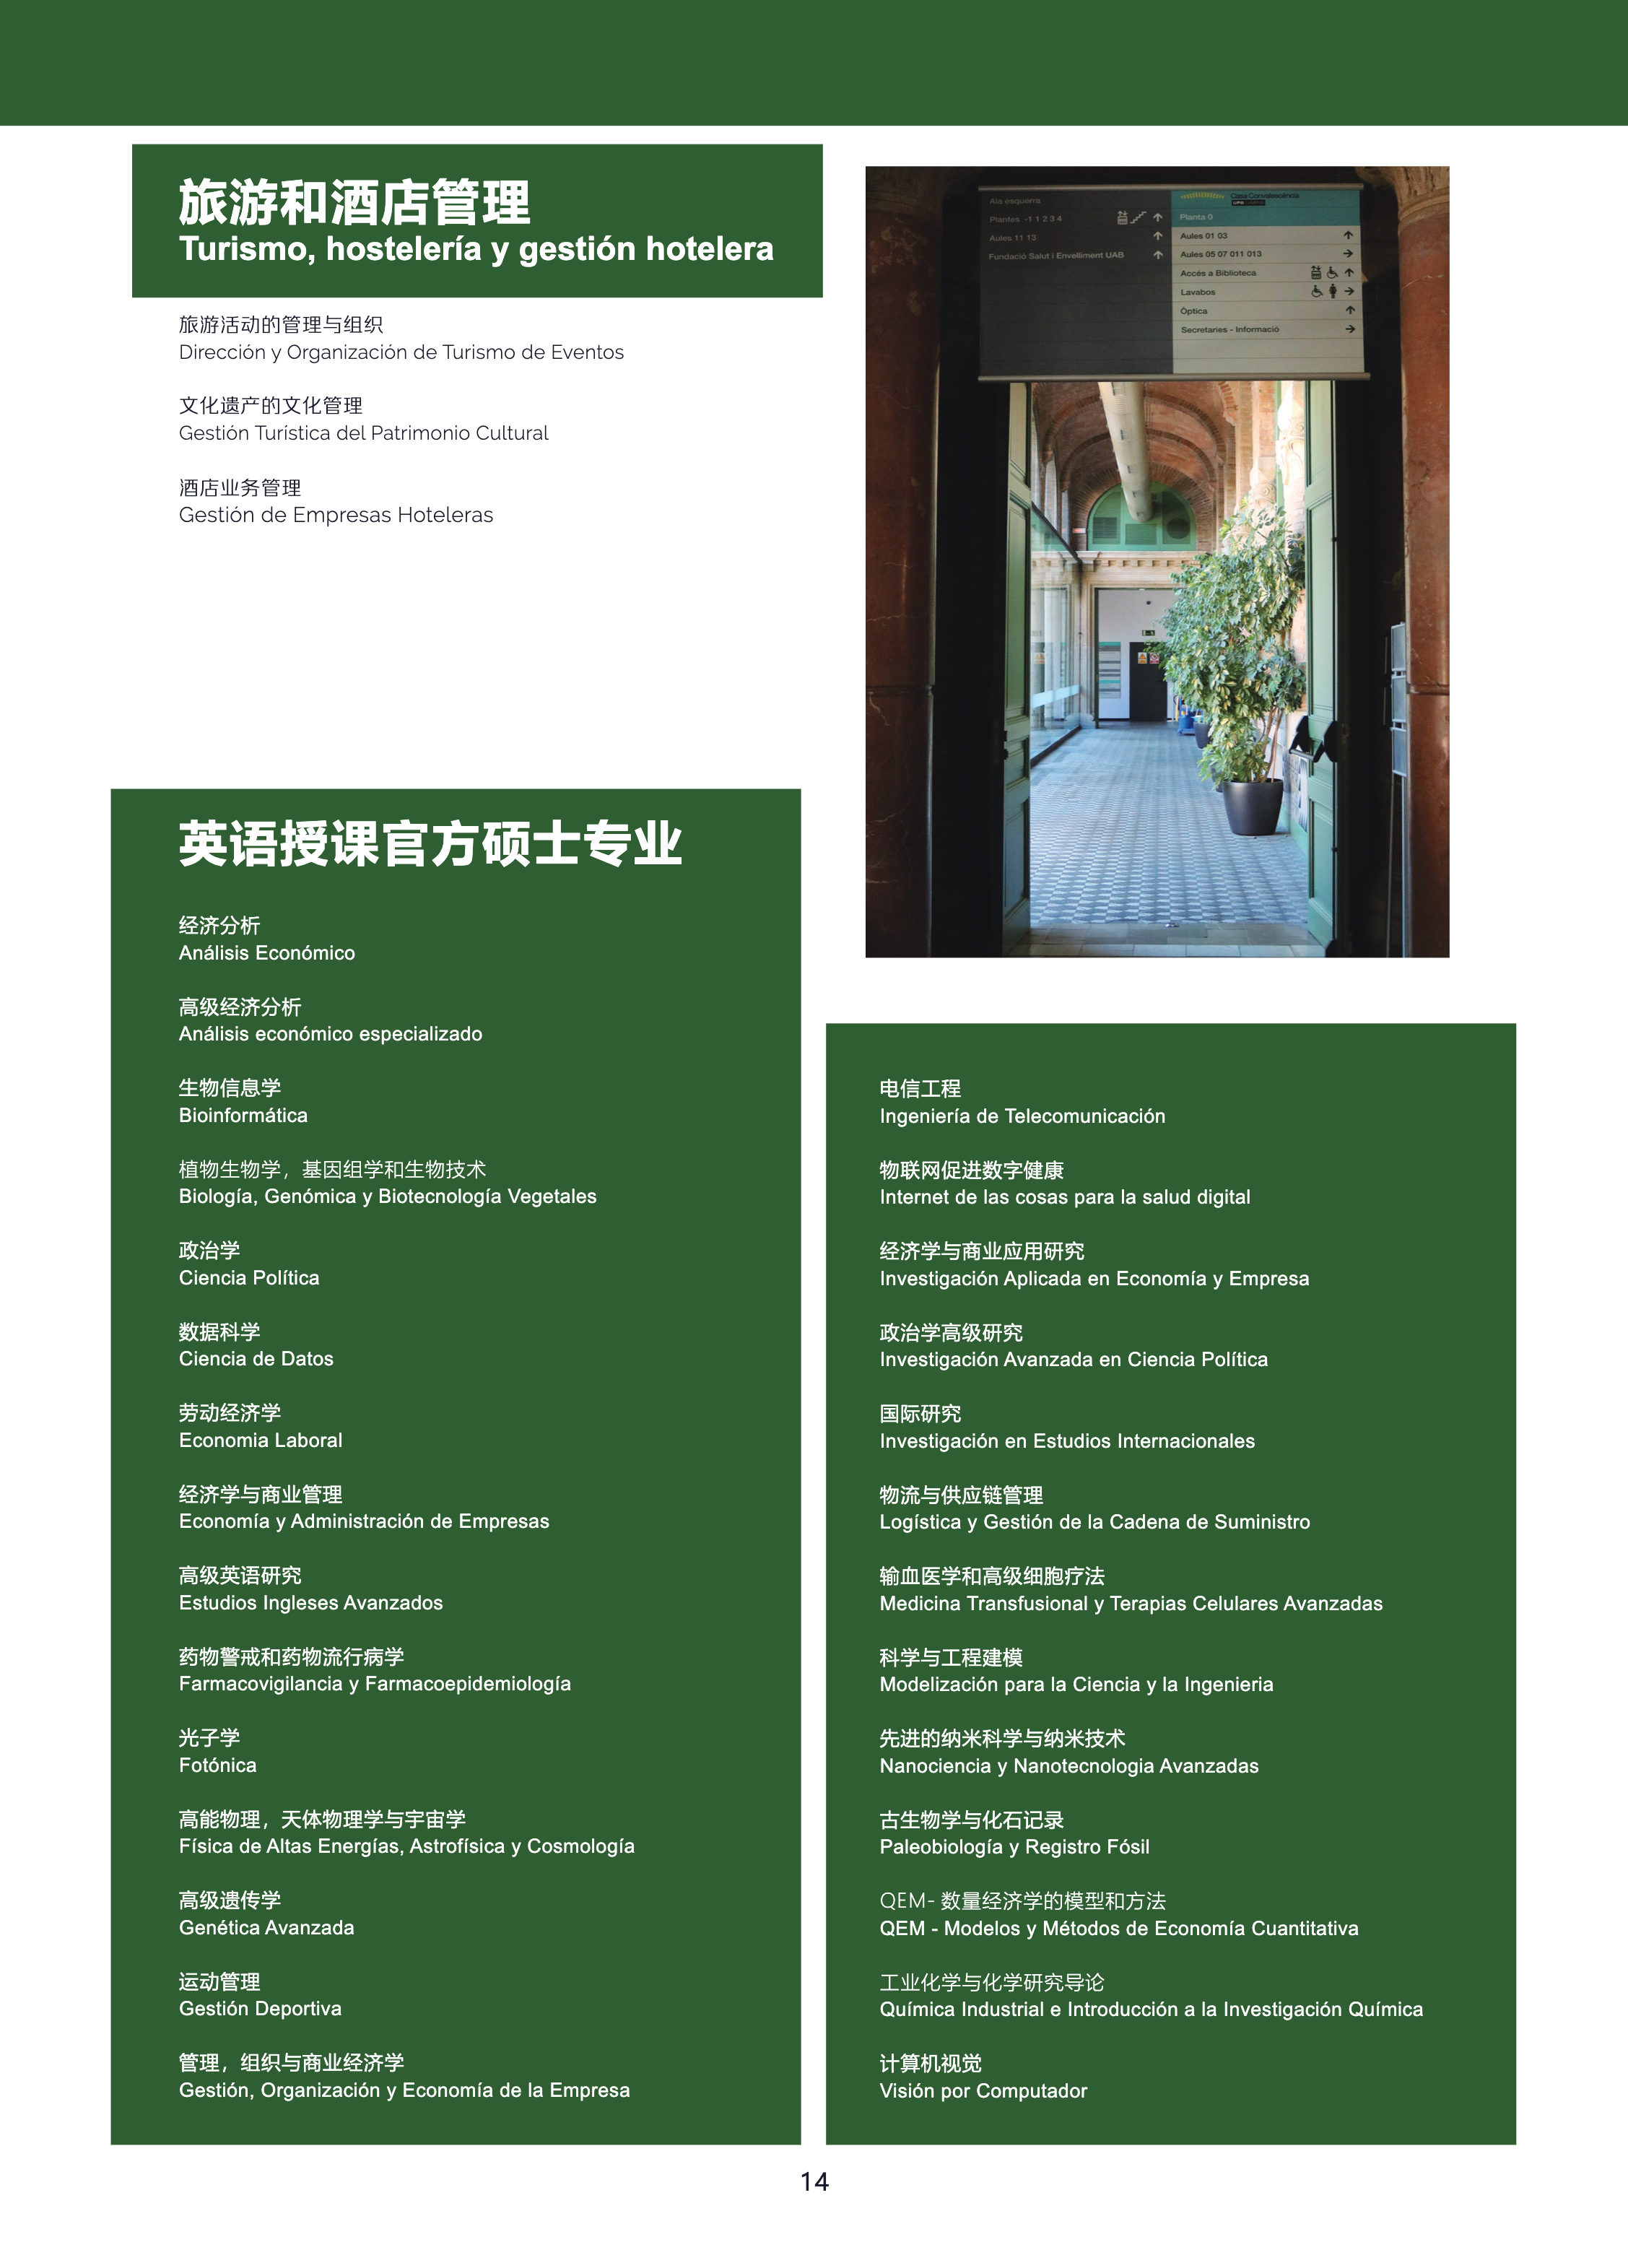 旅游和酒店管理
Turismo, hostelería y gestión hotelera
旅游活动的管理与组织
Dirección y Organización de Turismo de Eventos
文化遗产的文化管理
Gestión Turística del Patrimonio Cultural
酒店业务管理
Gestión de Empresas Hoteleras
Ala esquerra
Plantes -1 1 2 3 4
Aules 11 13
Fundació Salut i Envelliment UAB
Casa Convalescència
Planta 0
Aules 01 03
Aules 05 07 011 013
Accés a Biblioteca
Lavabos
Òptica
Secretaries - Informació
英语授课官方硕士专业
经济分析
Análisis Económico
高级经济分析
Análisis económico especializado
生物信息学
Bioinformática
植物生物学，基因组学和生物技术
Biología, Genómica y Biotecnología Vegetales
政治学
Ciencia Política
数据科学
Ciencia de Datos
劳动经济学
Economia Laboral
经济学与商业管理
Economía y Administración de Empresas
高级英语研究
Estudios Ingleses Avanzados
药物警戒和药物流行病学
Farmacovigilancia y Farmacoepidemiología
光子学
Fotónica
高能物理，天体物理学与宇宙学
Física de Altas Energías, Astrofísica y Cosmología
高级遗传学
Genética Avanzada
运动管理
Gestión Deportiva
管理，组织与商业经济学
Gestión, Organización y Economía de la Empresa
电信工程
Ingeniería de Telecomunicación
物联网促进数字健康
Internet de las cosas para la salud digital
经济学与商业应用研究
Investigación Aplicada en Economía y Empresa
政治学高级研究
Investigación Avanzada en Ciencia Política
国际研究
Investigación en Estudios Internacionales
物流与供应链管理
Logística y Gestión de la Cadena de Suministro
输血医学和高级细胞疗法
Medicina Transfusional y Terapias Celulares Avanzadas
科学与工程建模
Modelización para la Ciencia y la Ingenieria
先进的纳米科学与纳米技术
Nanociencia y Nanotecnologia Avanzadas
古生物学与化石记录
Paleobiología y Registro Fósil
QEM- 数量经济学的模型和方法
QEM - Modelos y Métodos de Economía Cuantitativa
工业化学与化学研究导论
Química Industrial e Introducción a la Investigación Química
计算机视觉
Visión por Computador
14